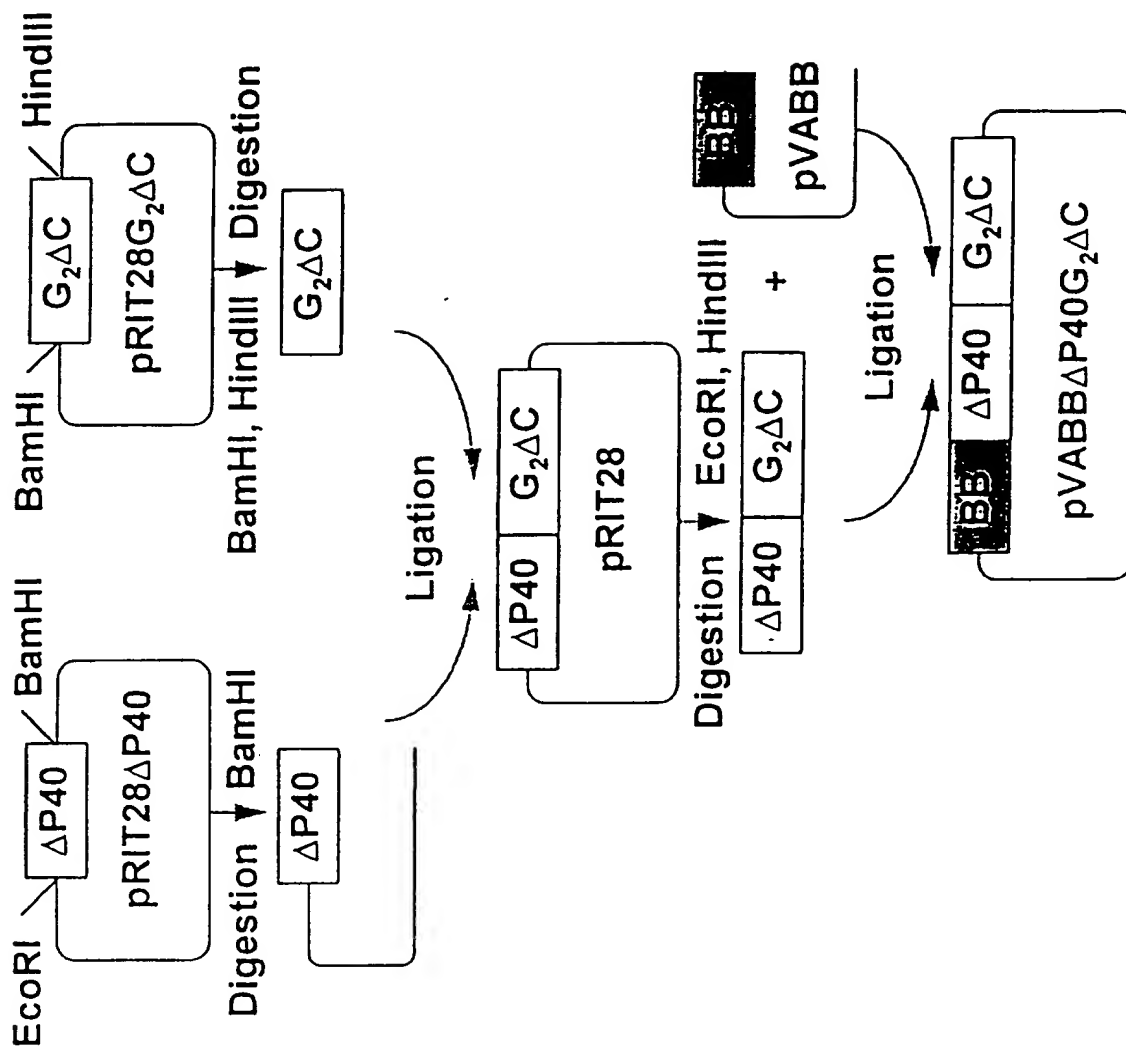 EcoRI
BamHI
ΔP40
pRIT28ΔP40
Digestion
BamHI
ΔP40
BamHI
HindIII
G₂ΔC
pRIT28G₂ΔC
BamHI, HindIII
Digestion
G₂ΔC
Ligation
ΔP40
G₂ΔC
pRIT28
Digestion
EcoRI, HindIII
ΔP40
G₂ΔC
+
BB
pVABB
Ligation
BB
ΔP40
G₂ΔC
pVABBΔP40G₂ΔC